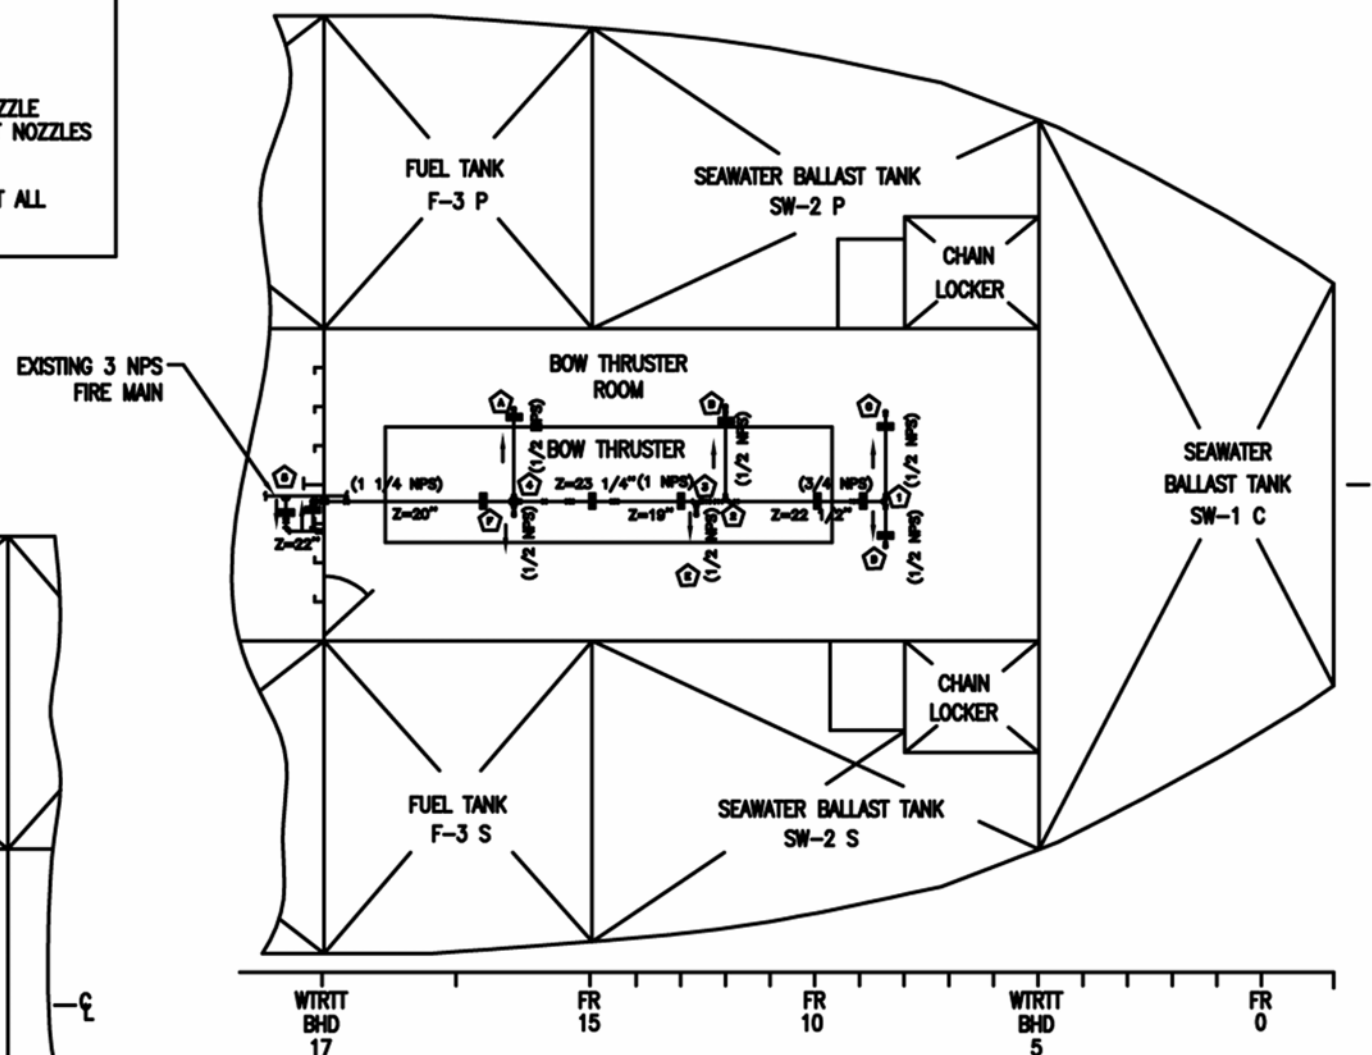 ZZLE
T NOZZLES
T ALL
FUEL TANK
F-3 P
SEAWATER BALLAST TANK
SW-2 P
CHAIN
LOCKER
EXISTING 3 NPS
FIRE MAIN
BOW THRUSTER
ROOM
A
(1/2 NPS)
(1/2 NPS)
(1/2 NPS)
BOW THRUSTER
(1 1/4 NPS)
4
Z=23 1/4"
(1 NPS)
3
(3/4 NPS)
1
Z=20"
F
Z=19"
2
Z=22 1/2"
Z=22"
(1/2 NPS)
(1/2 NPS)
(1/2 NPS)
E
SEAWATER
BALLAST TANK
SW-1 C
CHAIN
LOCKER
FUEL TANK
F-3 S
SEAWATER BALLAST TANK
SW-2 S
℄
WTRTT
BHD
17
FR
15
FR
10
WTRTT
BHD
5
FR
0